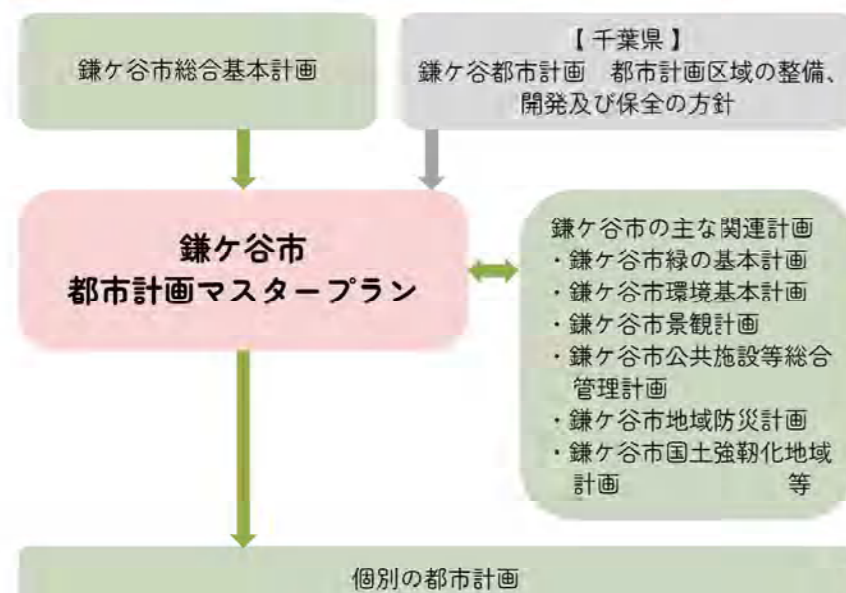 鎌ケ谷市総合基本計画
【 千葉県 】
鎌ケ谷都市計画　都市計画区域の整備、
開発及び保全の方針
鎌ケ谷市
都市計画マスタープラン
鎌ケ谷市の主な関連計画
・鎌ケ谷市緑の基本計画
・鎌ケ谷市環境基本計画
・鎌ケ谷市景観計画
・鎌ケ谷市公共施設等総合
管理計画
・鎌ケ谷市地域防災計画
・鎌ケ谷市国土強靭化地域
計画　　　　　　　等
個別の都市計画